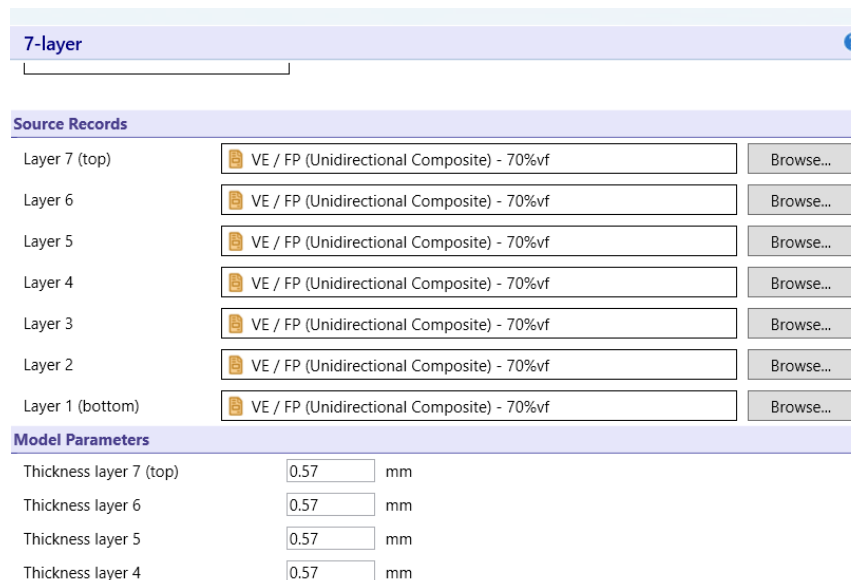 7-layer
Source Records
Layer 7 (top) VE / FP (Unidirectional Composite) - 70%vf Browse...
Layer 6 VE / FP (Unidirectional Composite) - 70%vf Browse...
Layer 5 VE / FP (Unidirectional Composite) - 70%vf Browse...
Layer 4 VE / FP (Unidirectional Composite) - 70%vf Browse...
Layer 3 VE / FP (Unidirectional Composite) - 70%vf Browse...
Layer 2 VE / FP (Unidirectional Composite) - 70%vf Browse...
Layer 1 (bottom) VE / FP (Unidirectional Composite) - 70%vf Browse...
Model Parameters
Thickness layer 7 (top) 0.57 mm
Thickness layer 6 0.57 mm
Thickness layer 5 0.57 mm
Thickness layer 4 0.57 mm